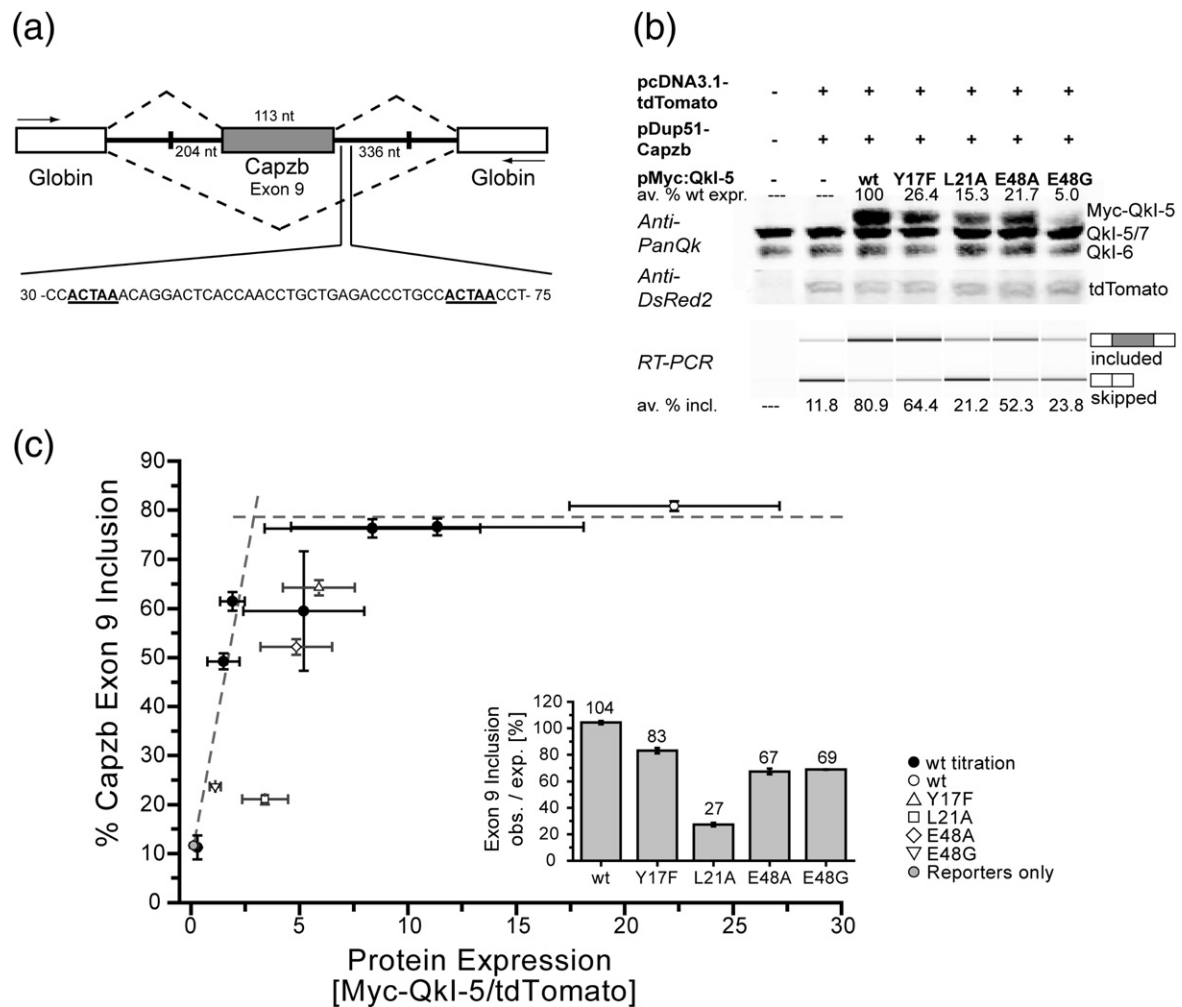 (a)
113 nt
204 nt
336 nt
Globin
Capzb
Exon 9
Globin
30 -CCACTAAACAGGACTCACCAACCTGCTGAGACCCTGCCACTAACCT- 75
(b)
pcDNA3.1-
tdTomato
- + + + + + +
pDup51-
Capzb
- + + + + + +
pMyc:QkI-5 - - wt Y17F L21A E48A E48G
av. % wt expr. --- --- 100 26.4 15.3 21.7 5.0
Anti-
PanQk
Myc-QkI-5
QkI-5/7
QkI-6
Anti-
DsRed2
tdTomato
RT-PCR
included
skipped
av. % incl. --- 11.8 80.9 64.4 21.2 52.3 23.8
(c)
% Capzb Exon 9 Inclusion
90
80
70
60
50
40
30
20
10
0
0 5 10 15 20 25 30
Protein Expression
[Myc-QkI-5/tdTomato]
Exon 9 Inclusion
obs. / exp. [%]
120
100
80
60
40
20
0
104
83
27
67
69
wt Y17F L21A E48A E48G
wt titration
wt
Y17F
L21A
E48A
E48G
Reporters only